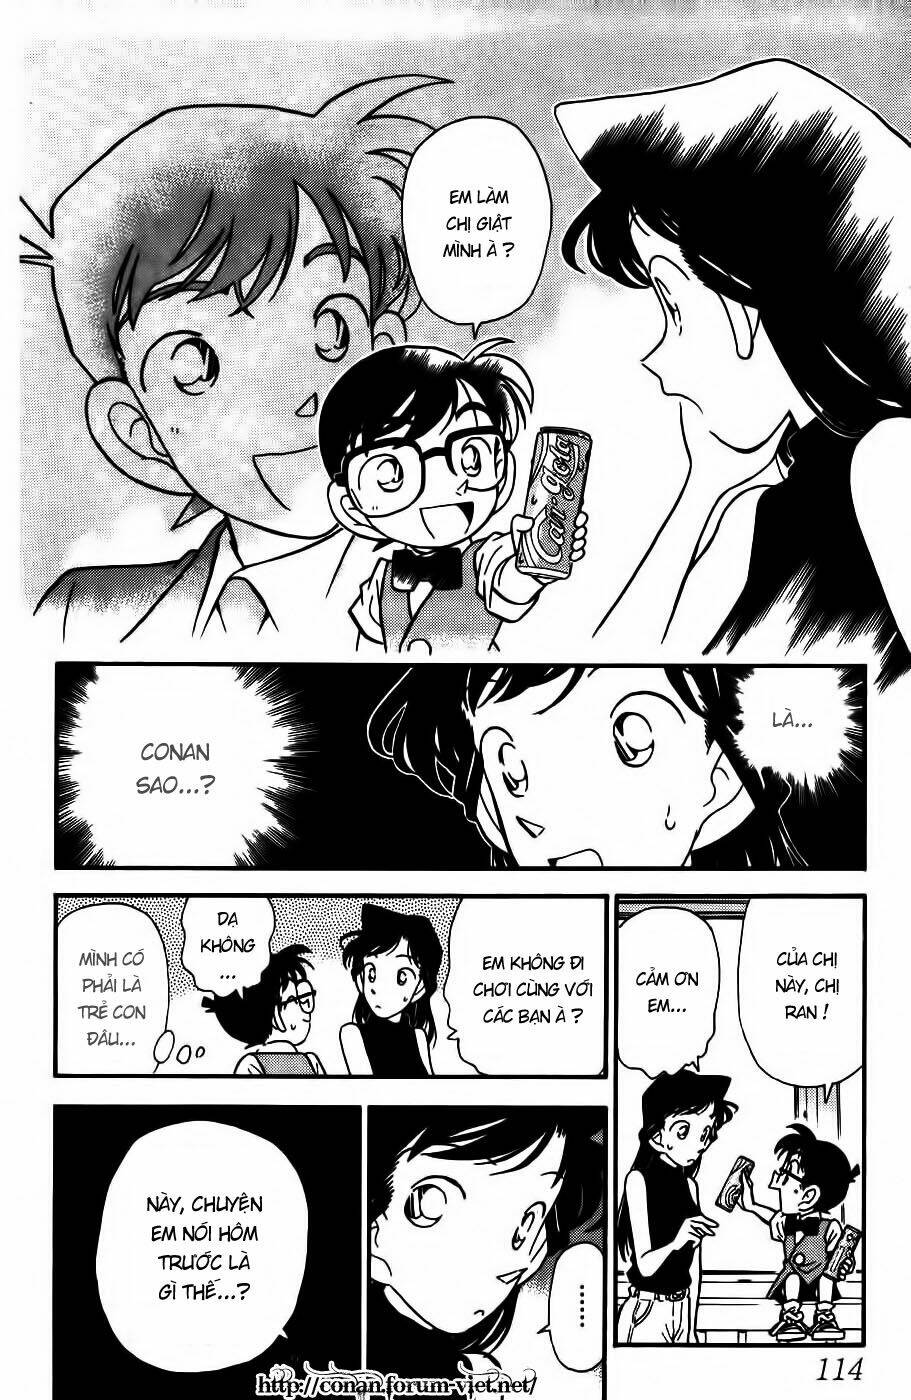 EM LÀM
CHỊ GIẬT
MÌNH À ?
Can Jola
LÀ...
CONAN
SAO...?
CỦA CHỊ
NÀY, CHỊ
RAN !
CẢM ƠN
EM...
EM KHÔNG ĐI
CHƠI CÙNG VỚI
CÁC BẠN À ?
DẠ
KHÔNG
...
MÌNH CÓ
PHẢI LÀ
TRẺ CON
ĐÂU...
......
NÀY, CHUYỆN
EM NÓI HÔM
TRƯỚC LÀ
GÌ THẾ...?
114
http://conan.forum-viet.net/